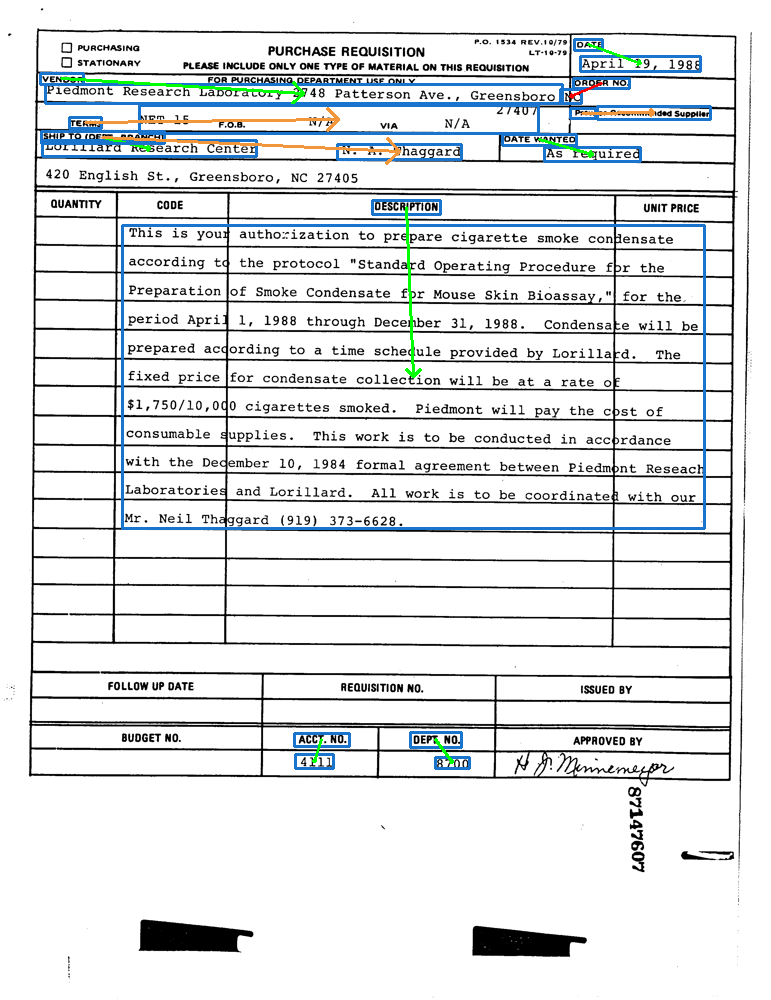 PURCHASING
STATIONARY
PURCHASE REQUISITION
PLEASE INCLUDE ONLY ONE TYPE OF MATERIAL ON THIS REQUISITION
P.O. 1534 REV.10/79
LT-10-79
DATE
April 19, 1988
VENDOR
FOR PURCHASING DEPARTMENT USE ONLY
ORDER NO.
Piedmont Research Laboratory 2748 Patterson Ave., Greensboro NC
27407
Recommended Supplier
TERMS NET 15 F.O.B. N/A VIA N/A
SHIP TO (DEPT. BRANCH)
DATE WANTED
Lorillard Research Center N. A. Thaggard As required
420 English St., Greensboro, NC 27405
QUANTITY CODE DESCRIPTION UNIT PRICE
This is your authorization to prepare cigarette smoke condensate
according to the protocol "Standard Operating Procedure for the
Preparation of Smoke Condensate for Mouse Skin Bioassay," for the
period April 1, 1988 through December 31, 1988. Condensate will be
prepared according to a time schedule provided by Lorillard. The
fixed price for condensate collection will be at a rate of
$1,750/10,000 cigarettes smoked. Piedmont will pay the cost of
consumable supplies. This work is to be conducted in accordance
with the December 10, 1984 formal agreement between Piedmont Reseach
Laboratories and Lorillard. All work is to be coordinated with our
Mr. Neil Thaggard (919) 373-6628.
FOLLOW UP DATE REQUISITION NO. ISSUED BY
BUDGET NO. ACCT. NO. DEPT. NO. APPROVED BY
4111 8700 H. J. Minnemeyer
87147607